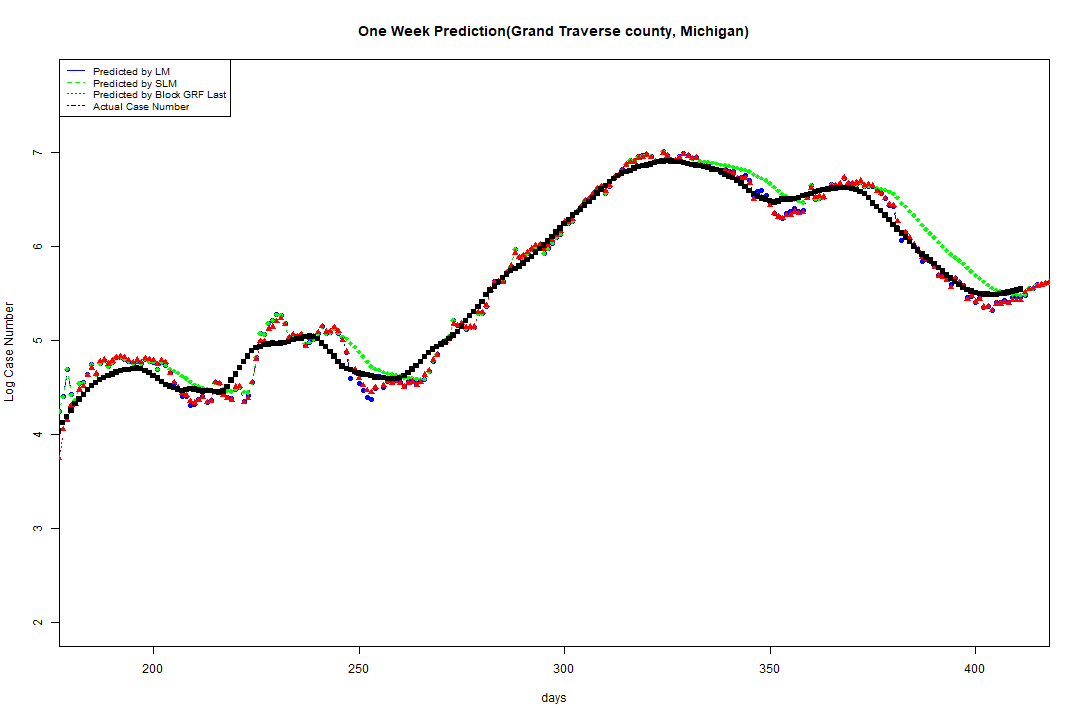 One Week Prediction(Grand Traverse county, Michigan)
Predicted by LM
Predicted by SLM
Predicted by Block GRF Last
Actual Case Number
7
6
5
4
3
2
Log Case Number
200 250 300 350 400
days